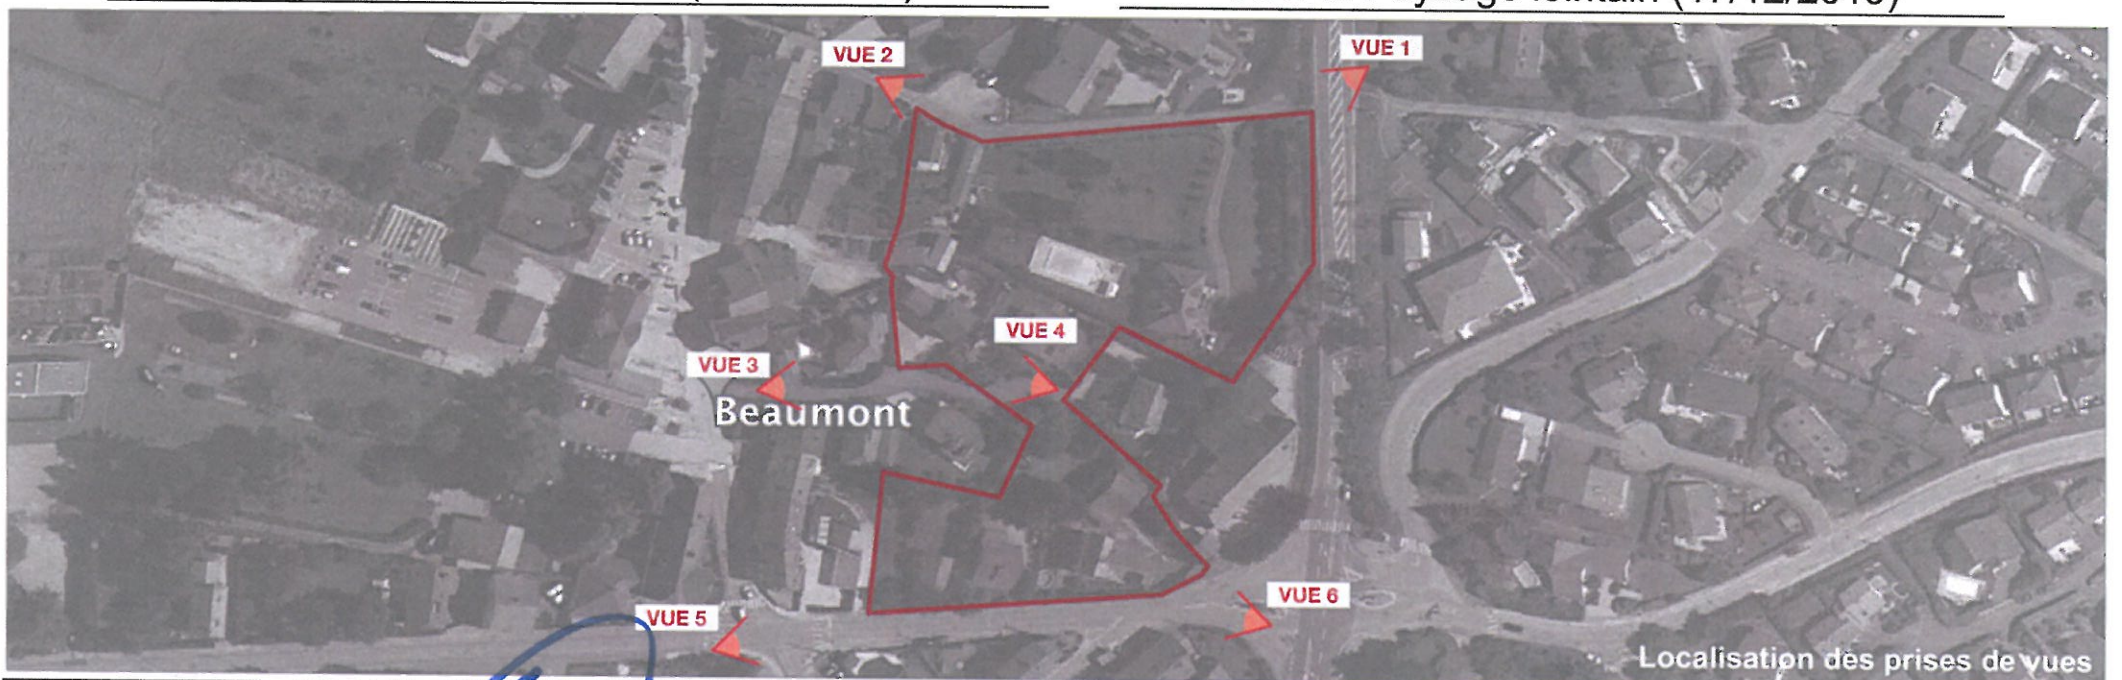 VUE 2
VUE 1
VUE 4
VUE 3
Beaumont
VUE 6
VUE 5
Localisation des prises de vues